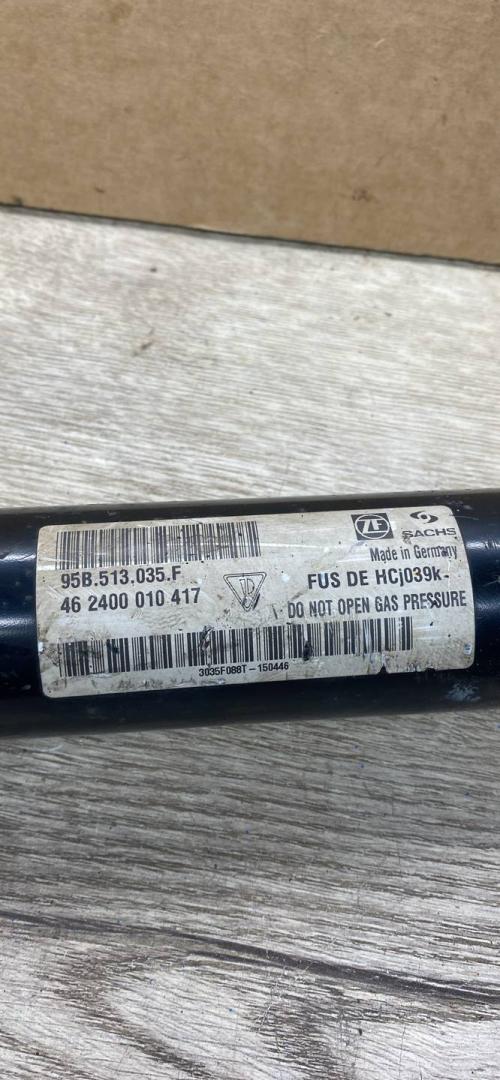 ZF
SACHS
Made in Germany
95B.513.035.F
FUS DE HCj039k-
46 2400 010 417
DO NOT OPEN GAS PRESSURE
3035F088T-150446